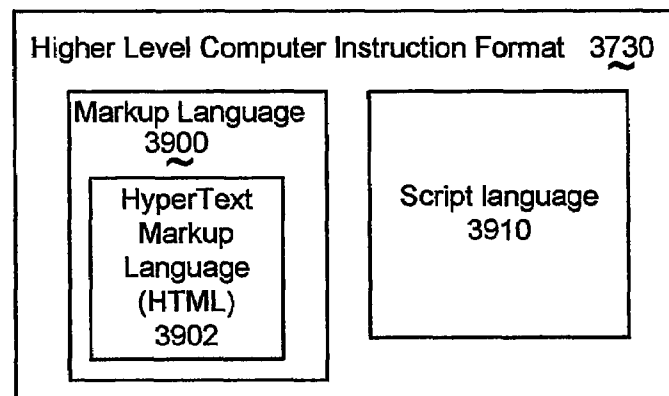 Higher Level Computer Instruction Format 3730
Markup Language
3900
HyperText
Markup
Language
(HTML)
3902
Script language
3910